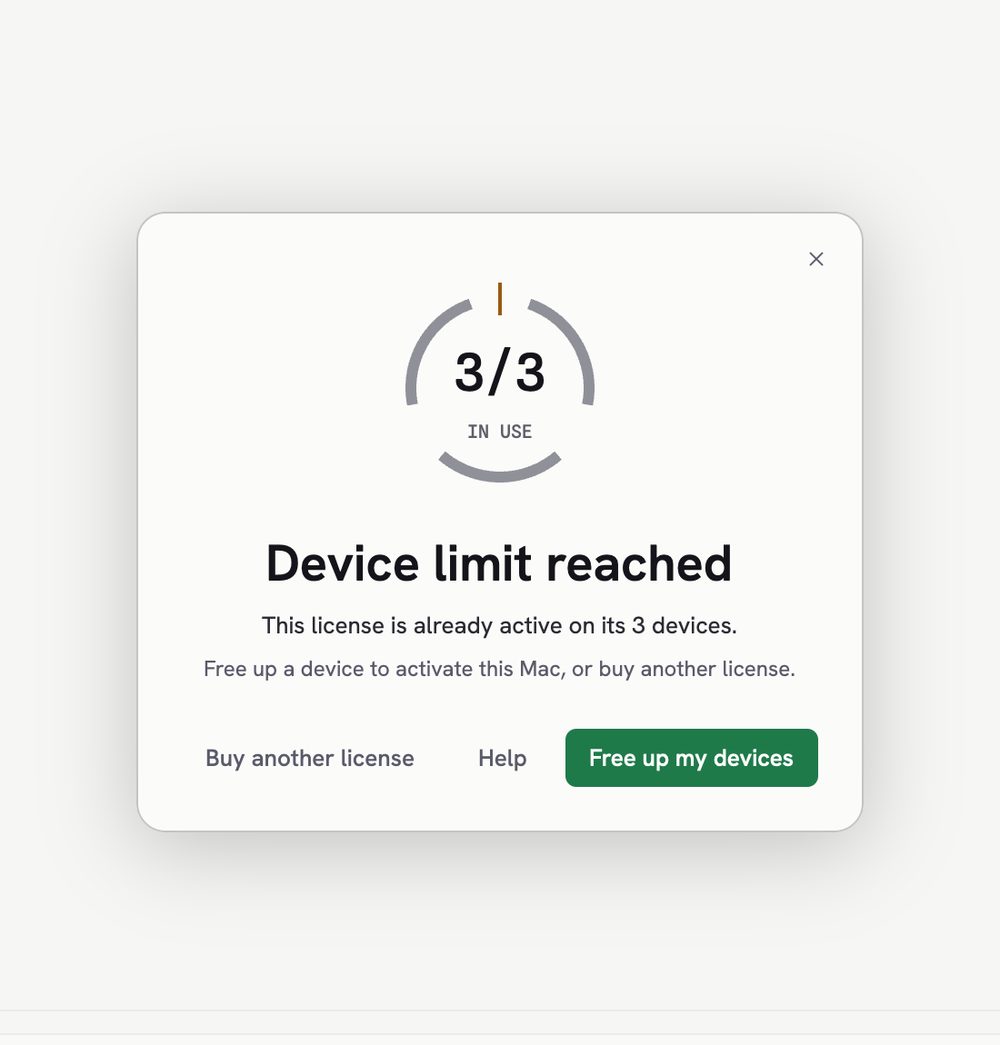 3/3
IN USE
Device limit reached
This license is already active on its 3 devices.
Free up a device to activate this Mac, or buy another license.
Buy another license
Help
Free up my devices